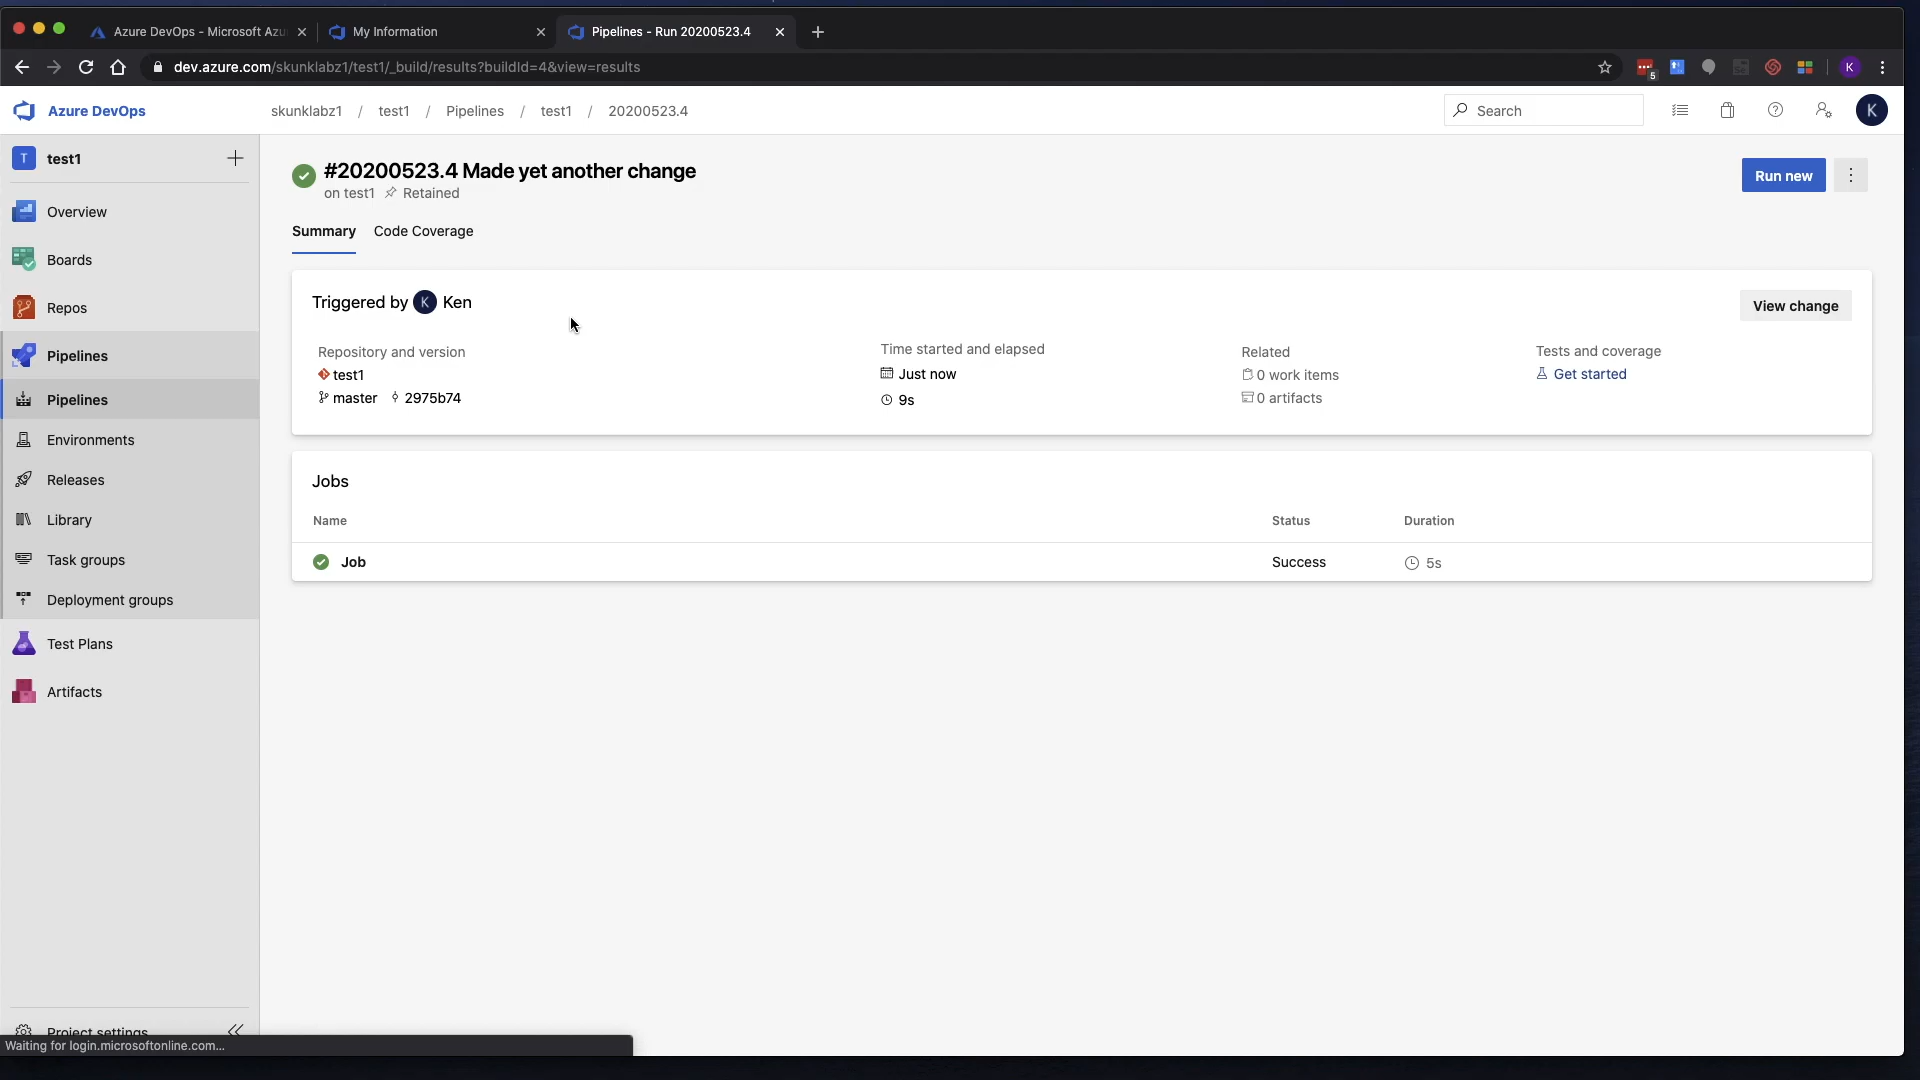 Azure DevOps - Microsoft Azu
My Information
Pipelines - Run 20200523.4
dev.azure.com/skunklabz1/test1/_build/results?buildId=4&view=results
5
K
Azure DevOps
skunklabz1 / test1 / Pipelines / test1 / 20200523.4
Search
K
T test1
Overview
Boards
Repos
Pipelines
Pipelines
Environments
Releases
Library
Task groups
Deployment groups
Test Plans
Artifacts
Project settings
Waiting for login.microsoftonline.com...
#20200523.4 Made yet another change
on test1 Retained
Run new
Summary Code Coverage
Triggered by K Ken
View change
Repository and version
test1
master 2975b74
Time started and elapsed
Just now
9s
Related
0 work items
0 artifacts
Tests and coverage
Get started
Jobs
Name Status Duration
Job Success 5s